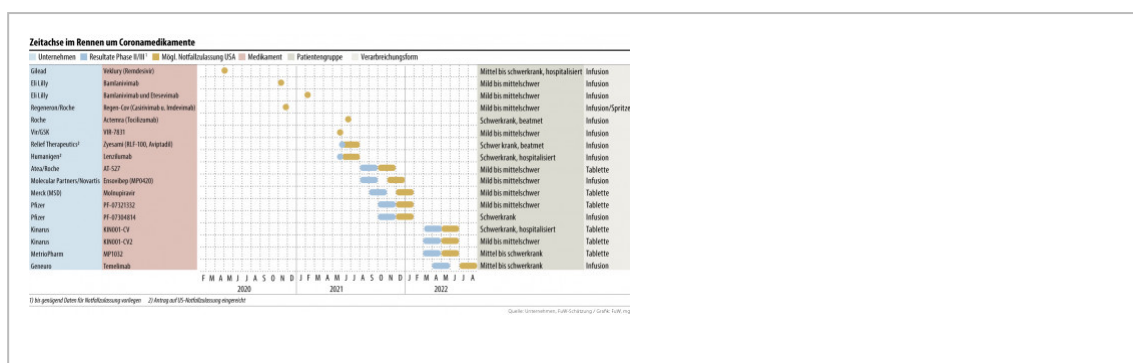 Zeitachse im Rennen um Coronamedikamente
Unternehmen Resultate Phase II/III¹ Mögl. Notfallzulassung USA Medikament Patientengruppe Verabreichungsform
Gilead Veklury (Remdesivir) Mittel bis schwerkrank, hospitalisiert Infusion
Eli Lilly Bamlanivimab Mild bis mittelschwer Infusion
Eli Lilly Bamlanivimab und Etesevimab Mild bis mittelschwer Infusion
Regeneron/Roche Regen-Cov (Casirivimab u. Imdevimab) Mild bis mittelschwer Infusion/Spritze
Roche Actemra (Tocilizumab) Schwerkrank, beatmet Infusion
Vir/GSK VIR-7831 Mild bis mittelschwer Infusion
Relief Therapeutics² Zyesami (RLF-100, Aviptadil) Schwer krank, beatmet Infusion
Humanigen² Lenzilumab Schwerkrank, hospitalisiert Infusion
Atea/Roche AT-527 Mild bis mittelschwer Tablette
Molecular Partners/Novartis Ensovibep (MP0420) Mild bis mittelschwer Infusion
Merck (MSD) Molnupiravir Mild bis mittelschwer Tablette
Pfizer PF-07321332 Mild bis mittelschwer Tablette
Pfizer PF-07304814 Schwerkrank Infusion
Kinarus KIN001-CV Schwerkrank, hospitalisiert Tablette
Kinarus KIN001-CV2 Mild bis mittelschwer Tablette
MetrioPharm MP1032 Mittel bis schwerkrank Tablette
Geneuro Temelimab Mittel bis schwerkrank Infusion
F M A M J J A S O N D J F M A M J J A S O N D J F M A M J J A
2020 2021 2022
1) bis genügend Daten für Notfallzulassung vorliegen 2) Antrag auf US-Notfallzulassung eingereicht
Quelle: Unternehmen, FuW-Schätzung / Grafik: FuW, mg